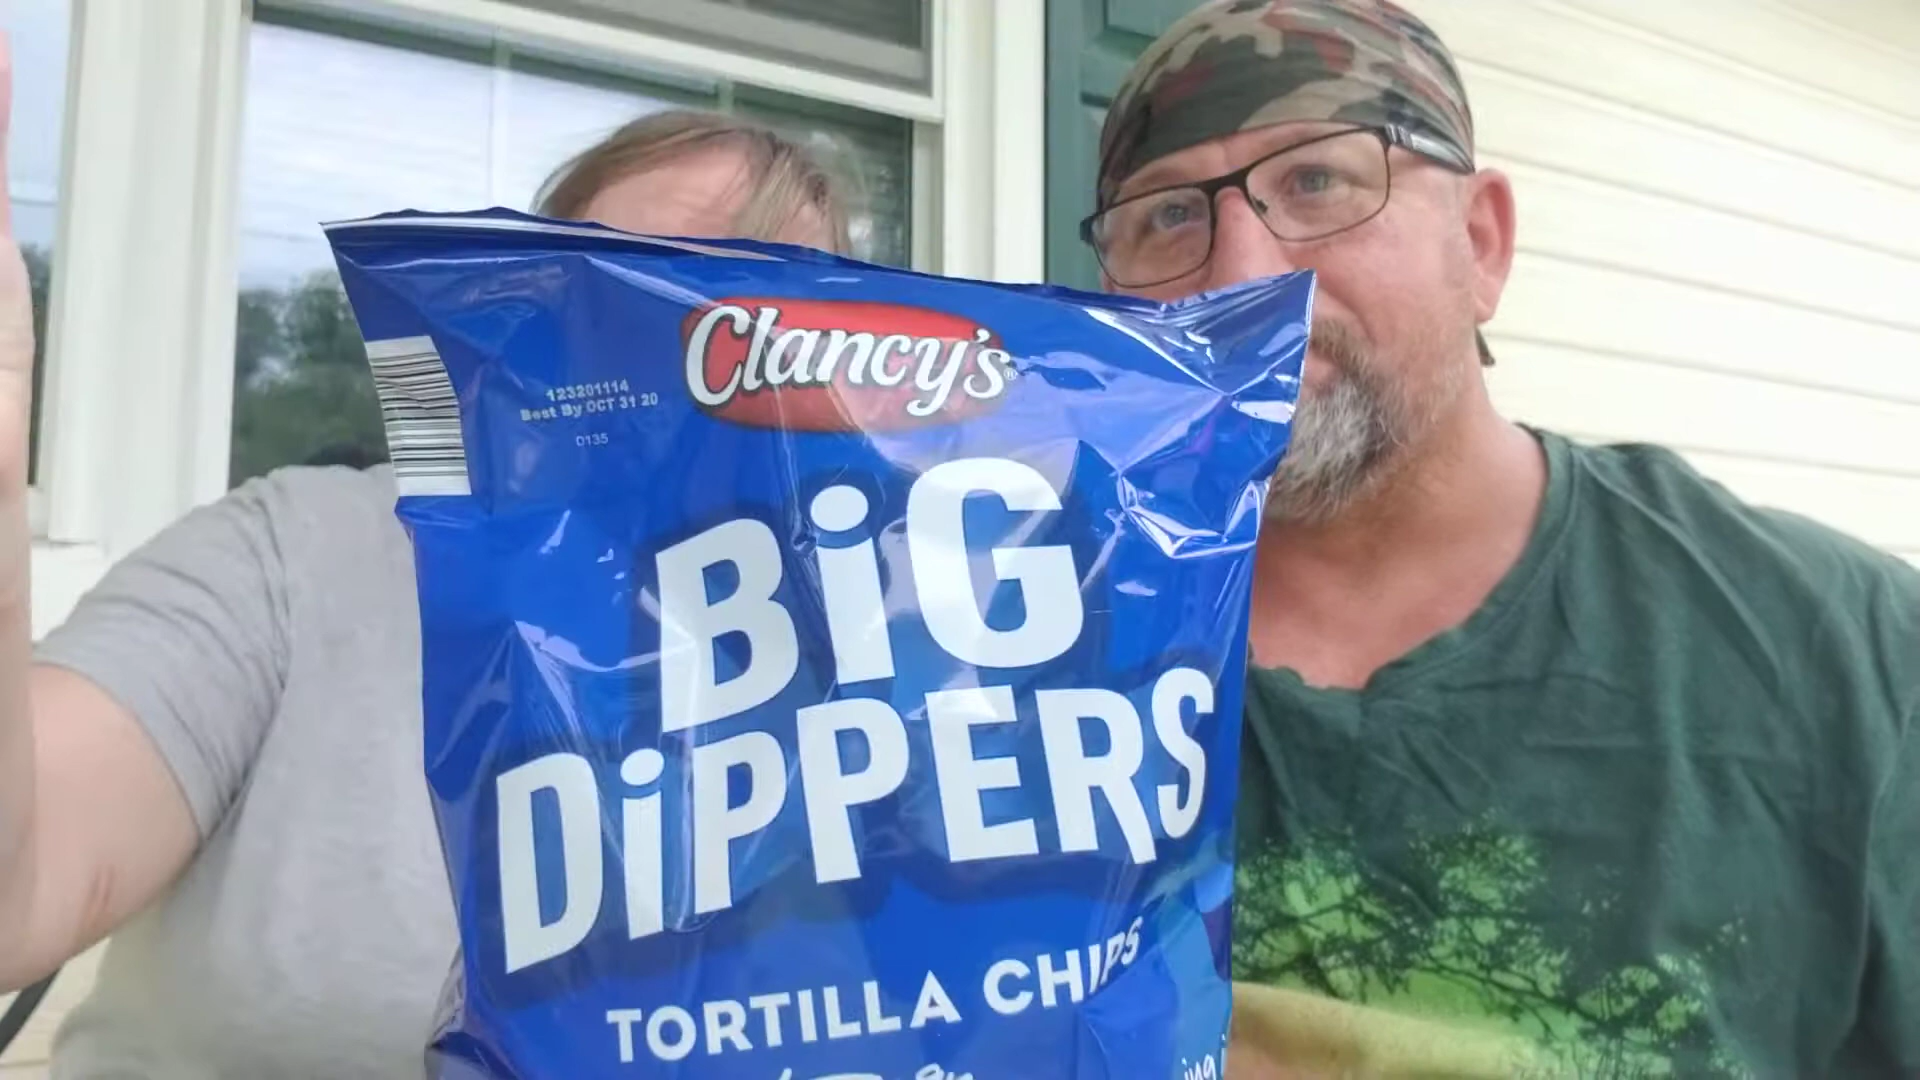 Clancy's®
123201114
Best By OCT 31 20
0135
BiG
DiPPERS
TORTILLA CHIPS